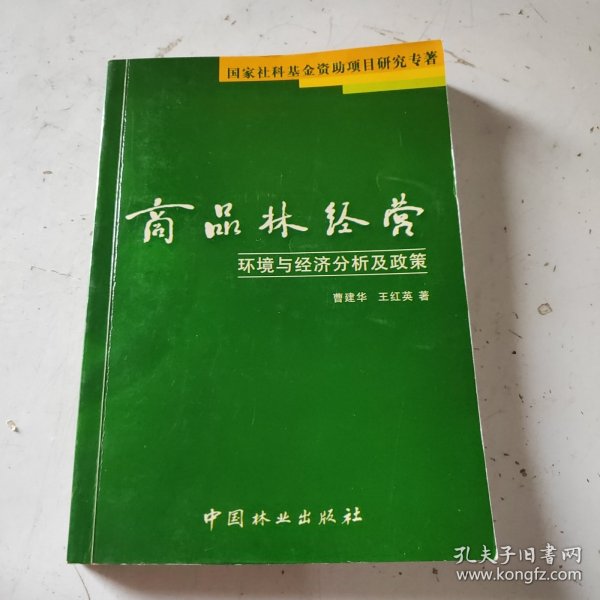 国家社科基金资助项目研究专著
商品林经营
环境与经济分析及政策
曹建华 王红英 著
中国林业出版社
孔夫子旧书网
www.kongfz.com